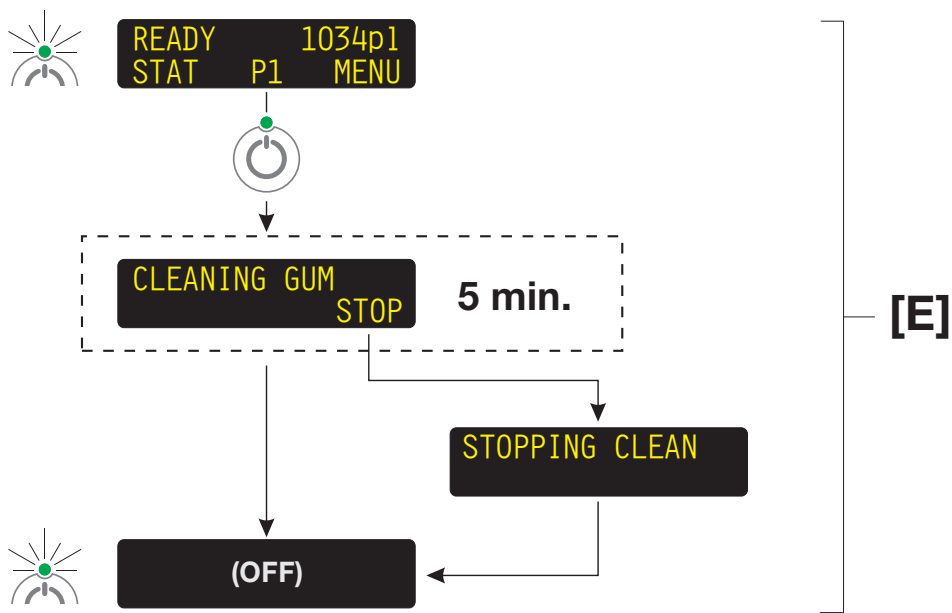 READY 1034pl
STAT P1 MENU
CLEANING GUM
STOP
5 min.
[E]
STOPPING CLEAN
(OFF)